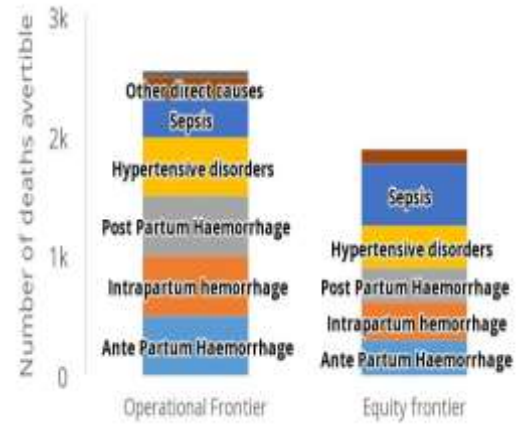 Number of deaths avertible
3k
2k
1k
0
Other direct causes
Sepsis
Hypertensive disorders
Post Partum Haemorrhage
Intrapartum hemorrhage
Ante Partum Haemorrhage
Sepsis
Hypertensive disorders
Post Partum Haemorrhage
Intrapartum hemorrhage
Ante Partum Haemorrhage
Operational Frontier
Equity frontier